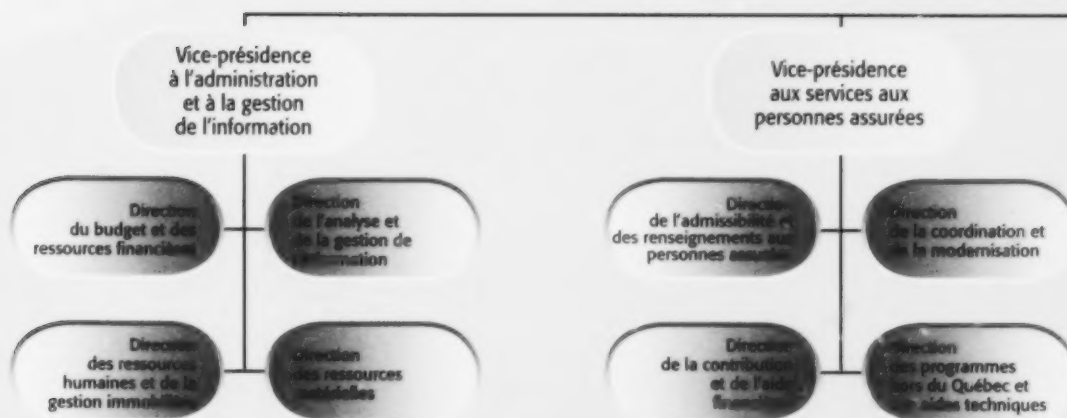 Vice-présidence
à l'administration
et à la gestion
de l'information
Vice-présidence
aux services aux
personnes assurées
Direction
du budget et des
ressources financières
Direction
de l'analyse et
de la gestion de
l'information
Direction
de l'admissibilité et
des renseignements aux
personnes assurées
Direction
de la coordination et
de la modernisation
Direction
des ressources
humaines et de la
gestion immobilière
Direction
des ressources
matérielles
Direction
de la contribution
et de l'aide
financière
Direction
des programmes
hors du Québec et
aides techniques